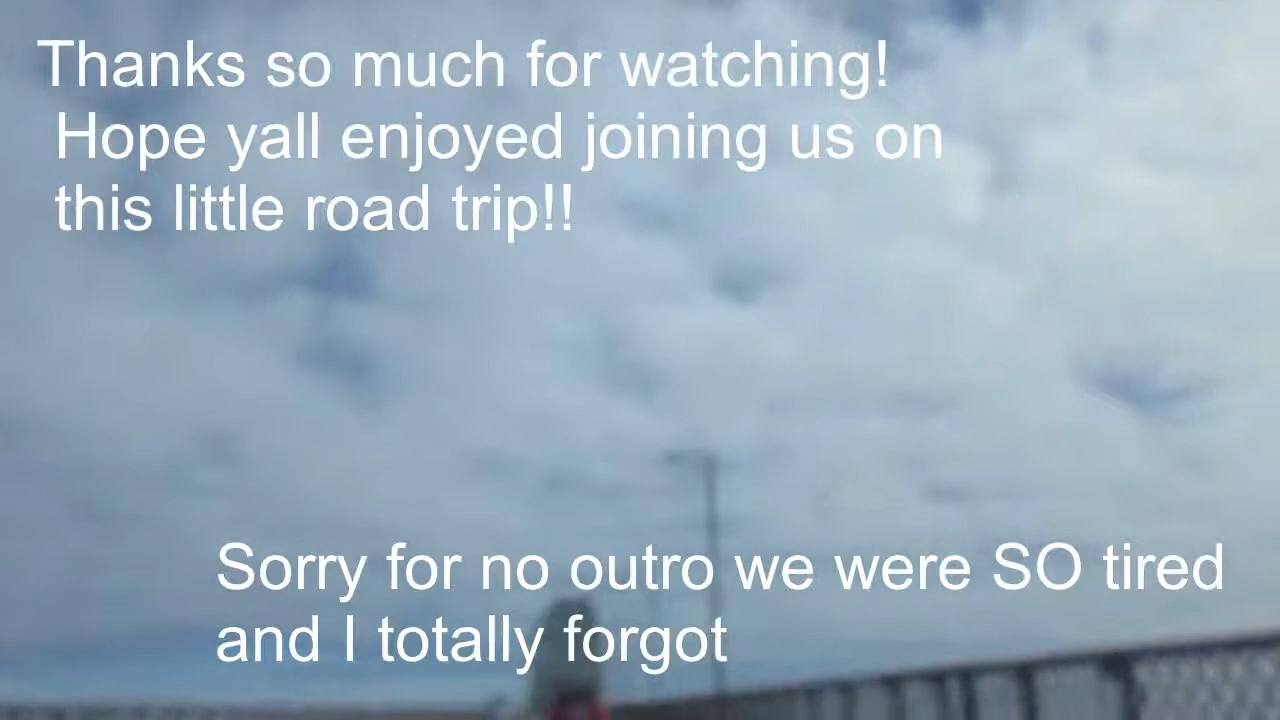 Thanks so much for watching!
Hope yall enjoyed joining us on
this little road trip!!
Sorry for no outro we were SO tired
and I totally forgot